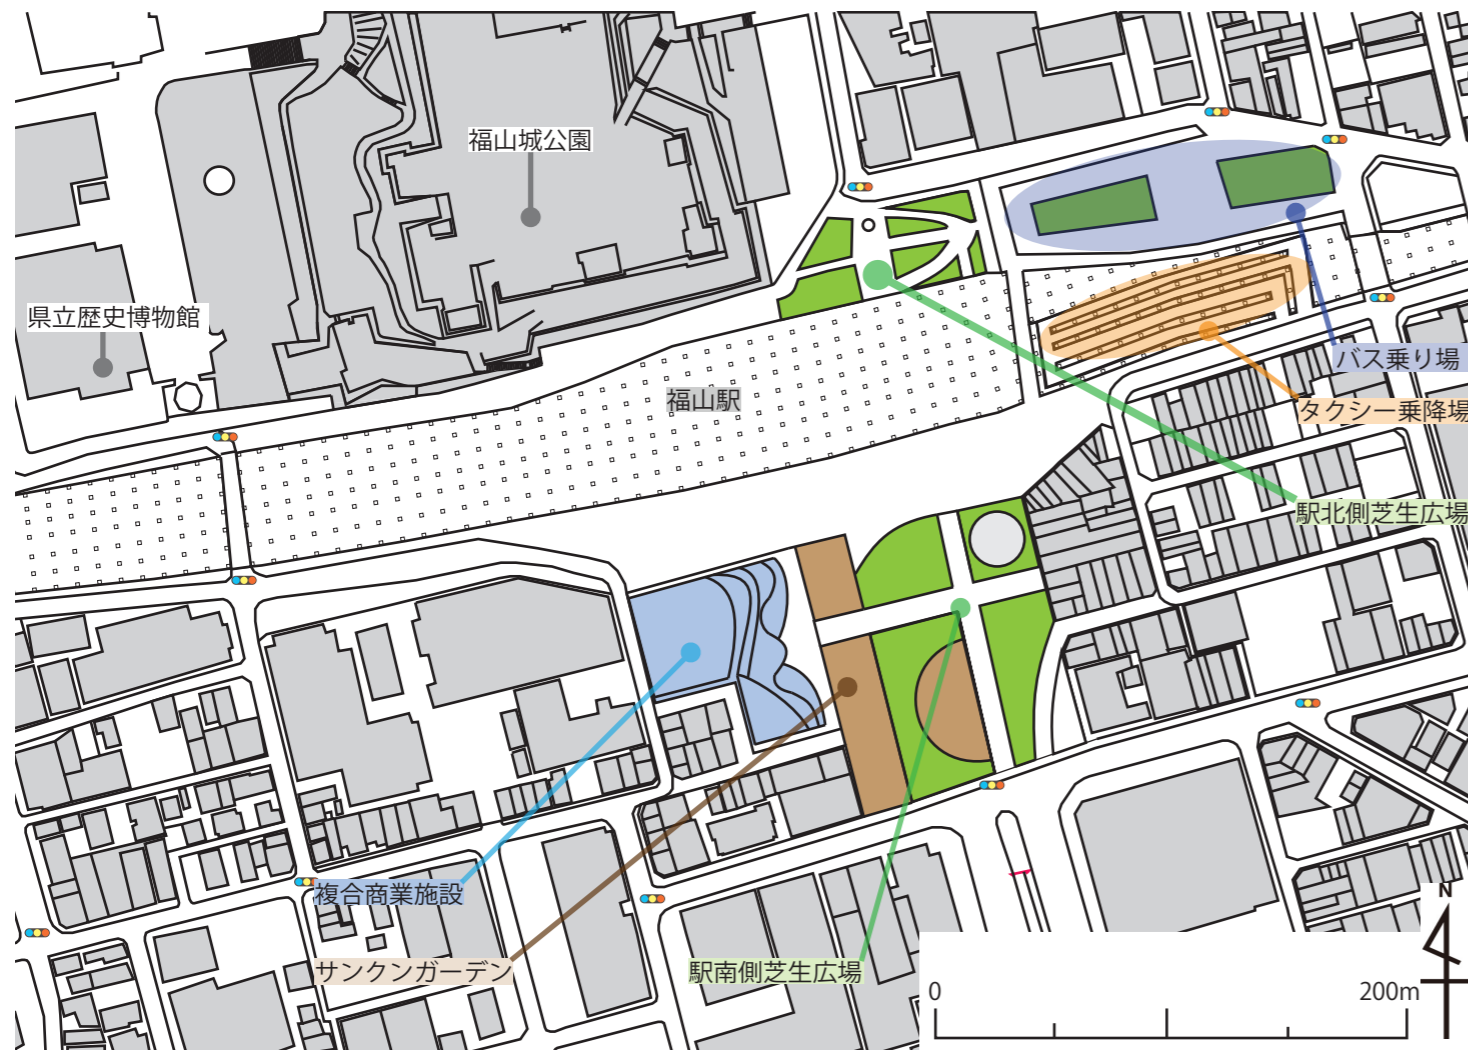 福山城公園
県立歴史博物館
バス乗り場
福山駅
タクシー乗降場
駅北側芝生広場
複合商業施設
N
サンクンガーデン
駅南側芝生広場
0
200m